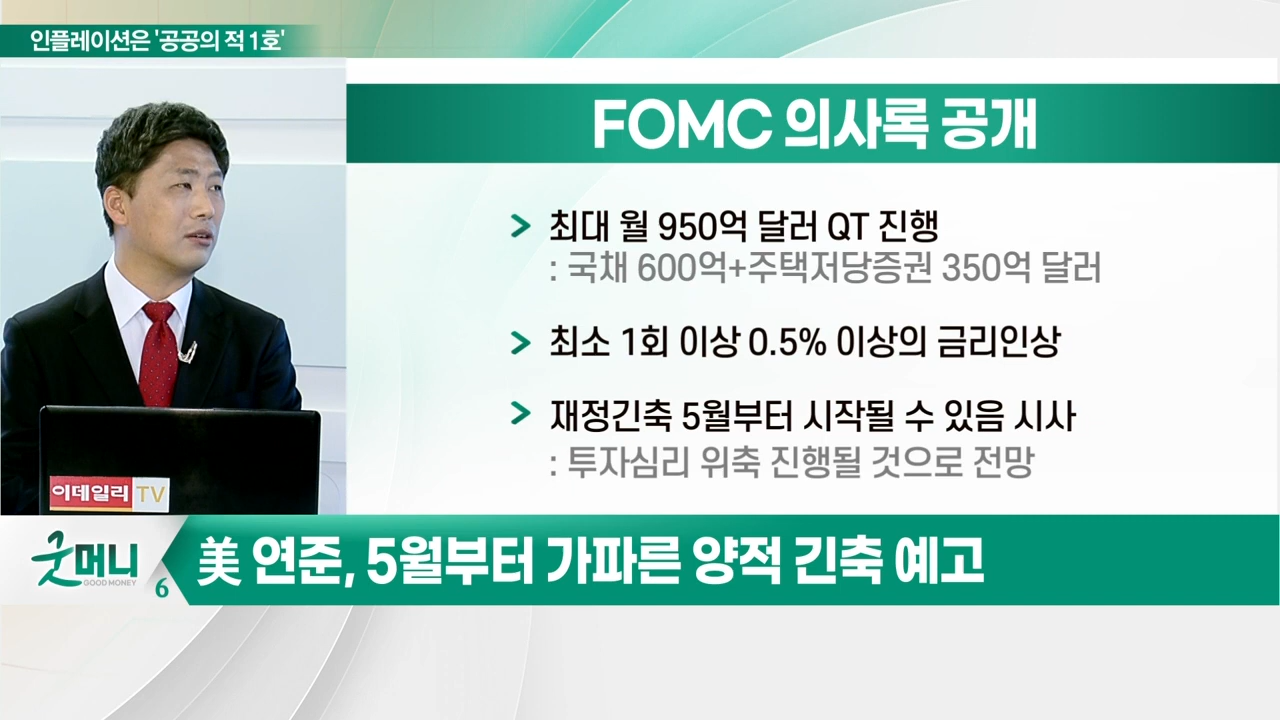 인플레이션은 '공공의 적 1호'
FOMC 의사록 공개
> 최대 월 950억 달러 QT 진행
: 국채 600억+주택저당증권 350억 달러
> 최소 1회 이상 0.5% 이상의 금리인상
> 재정긴축 5월부터 시작될 수 있음 시사
: 투자심리 위축 진행될 것으로 전망
이데일리 TV
굿머니
GOOD MONEY
6
美 연준, 5월부터 가파른 양적 긴축 예고